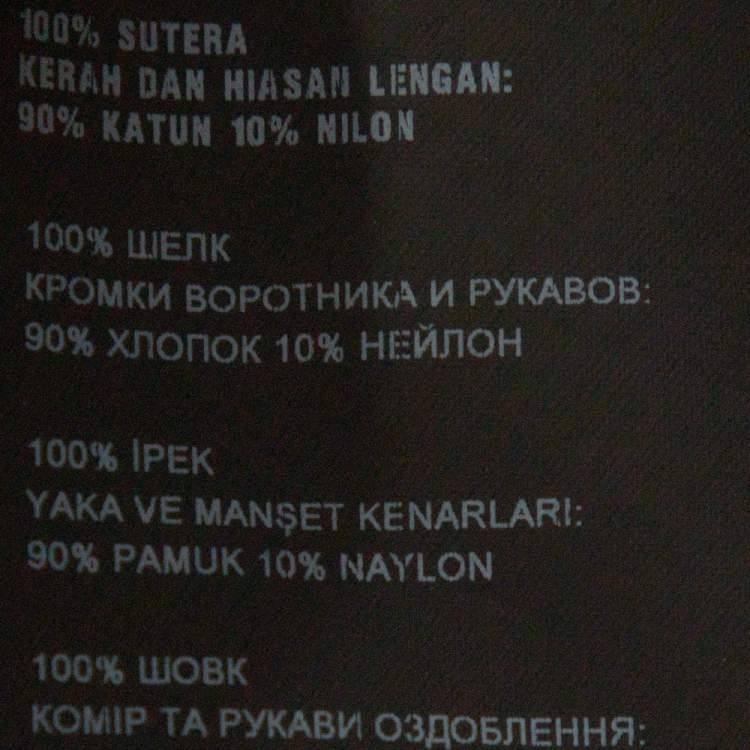 100% SUTERA
KERAH DAN HIASAN LENGAN:
90% KATUN 10% NILON
100% ШЕЛК
КРОМКИ ВОРОТНИКА И РУКАВОВ:
90% ХЛОПОК 10% НЕЙЛОН
100% İPEK
YAKA VE MANŞET KENARLARI:
90% PAMUK 10% NAYLON
100% ШОВК
КОМІР ТА РУКАВИ ОЗДОБЛЕННЯ: